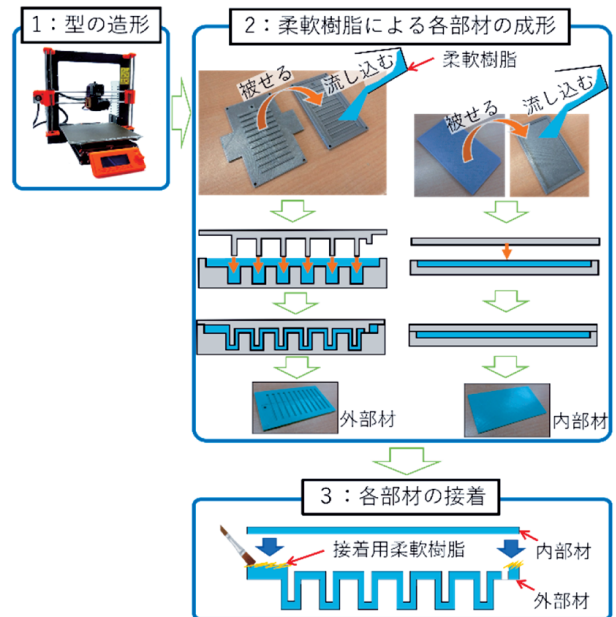 1：型の造形
2：柔軟樹脂による各部材の成形
柔軟樹脂
被せる
流し込む
被せる
流し込む
外部材
内部材
3：各部材の接着
接着用柔軟樹脂
内部材
外部材